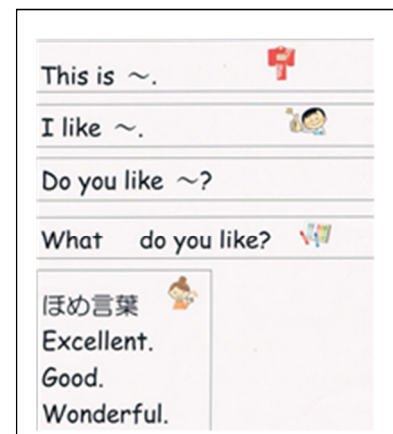 This is ～.
I like ～.
Do you like ～?
What do you like?
ほめ言葉
Excellent.
Good.
Wonderful.